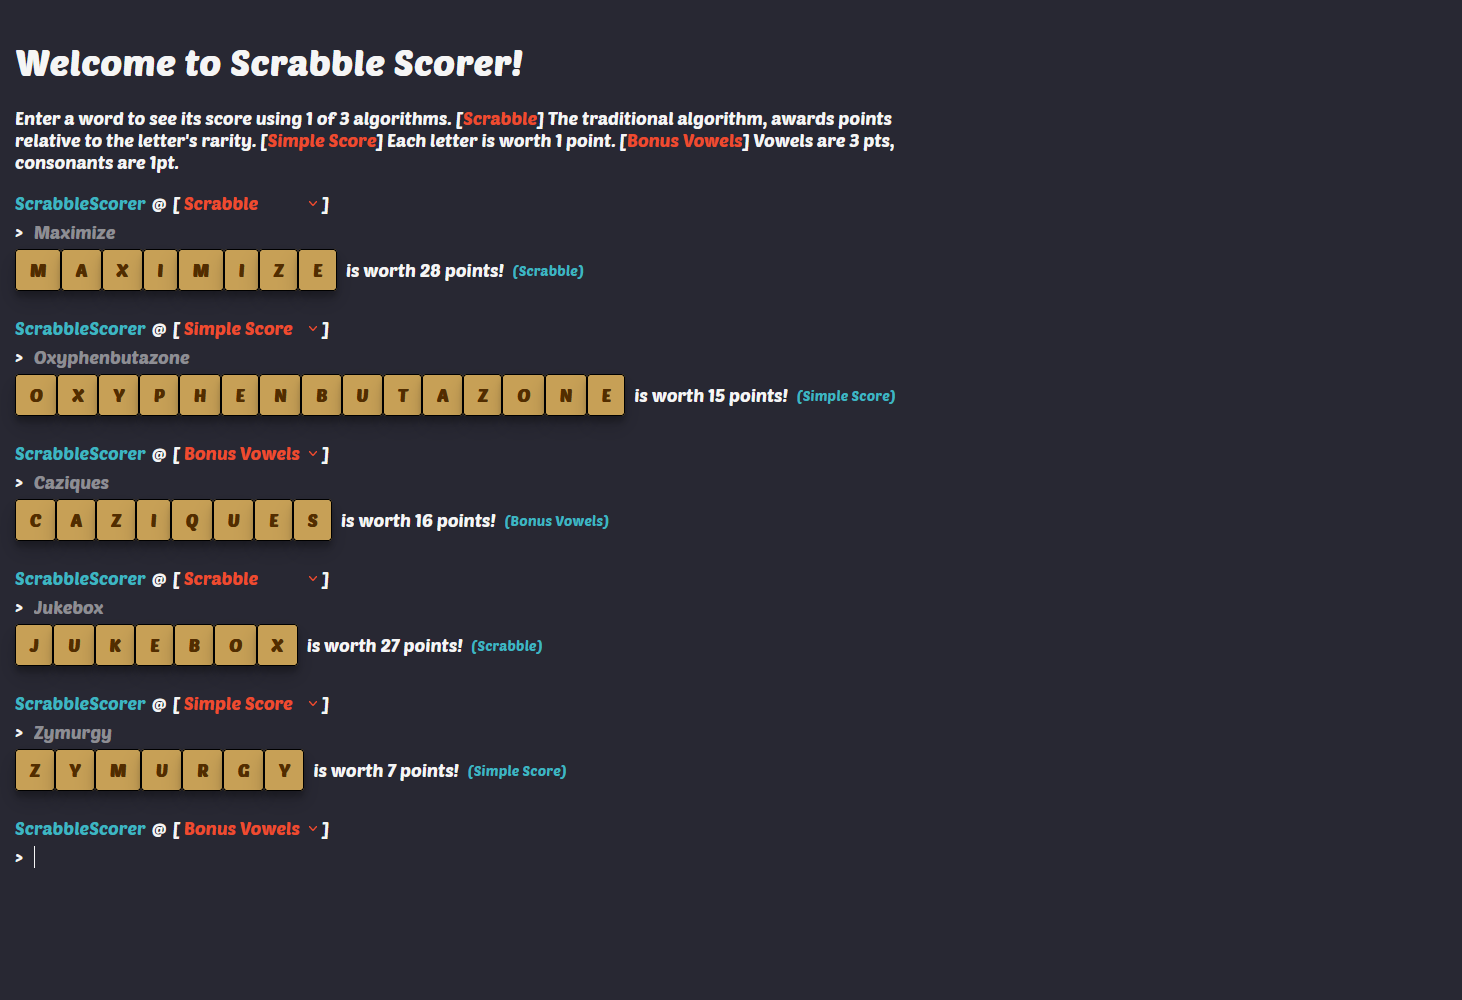 Welcome to Scrabble Scorer!
Enter a word to see its score using 1 of 3 algorithms. [Scrabble] The traditional algorithm, awards points
relative to the letter's rarity. [Simple Score] Each letter is worth 1 point. [Bonus Vowels] Vowels are 3 pts,
consonants are 1pt.
ScrabbleScorer @ [ Scrabble ]
> Maximize
M A X I M I Z E is worth 28 points! (Scrabble)
ScrabbleScorer @ [ Simple Score ]
> Oxyphenbutazone
O X Y P H E N B U T A Z O N E is worth 15 points! (Simple Score)
ScrabbleScorer @ [ Bonus Vowels ]
> Caziques
C A Z I Q U E S is worth 16 points! (Bonus Vowels)
ScrabbleScorer @ [ Scrabble ]
> Jukebox
J U K E B O X is worth 27 points! (Scrabble)
ScrabbleScorer @ [ Simple Score ]
> Zymurgy
Z Y M U R G Y is worth 7 points! (Simple Score)
ScrabbleScorer @ [ Bonus Vowels ]
>